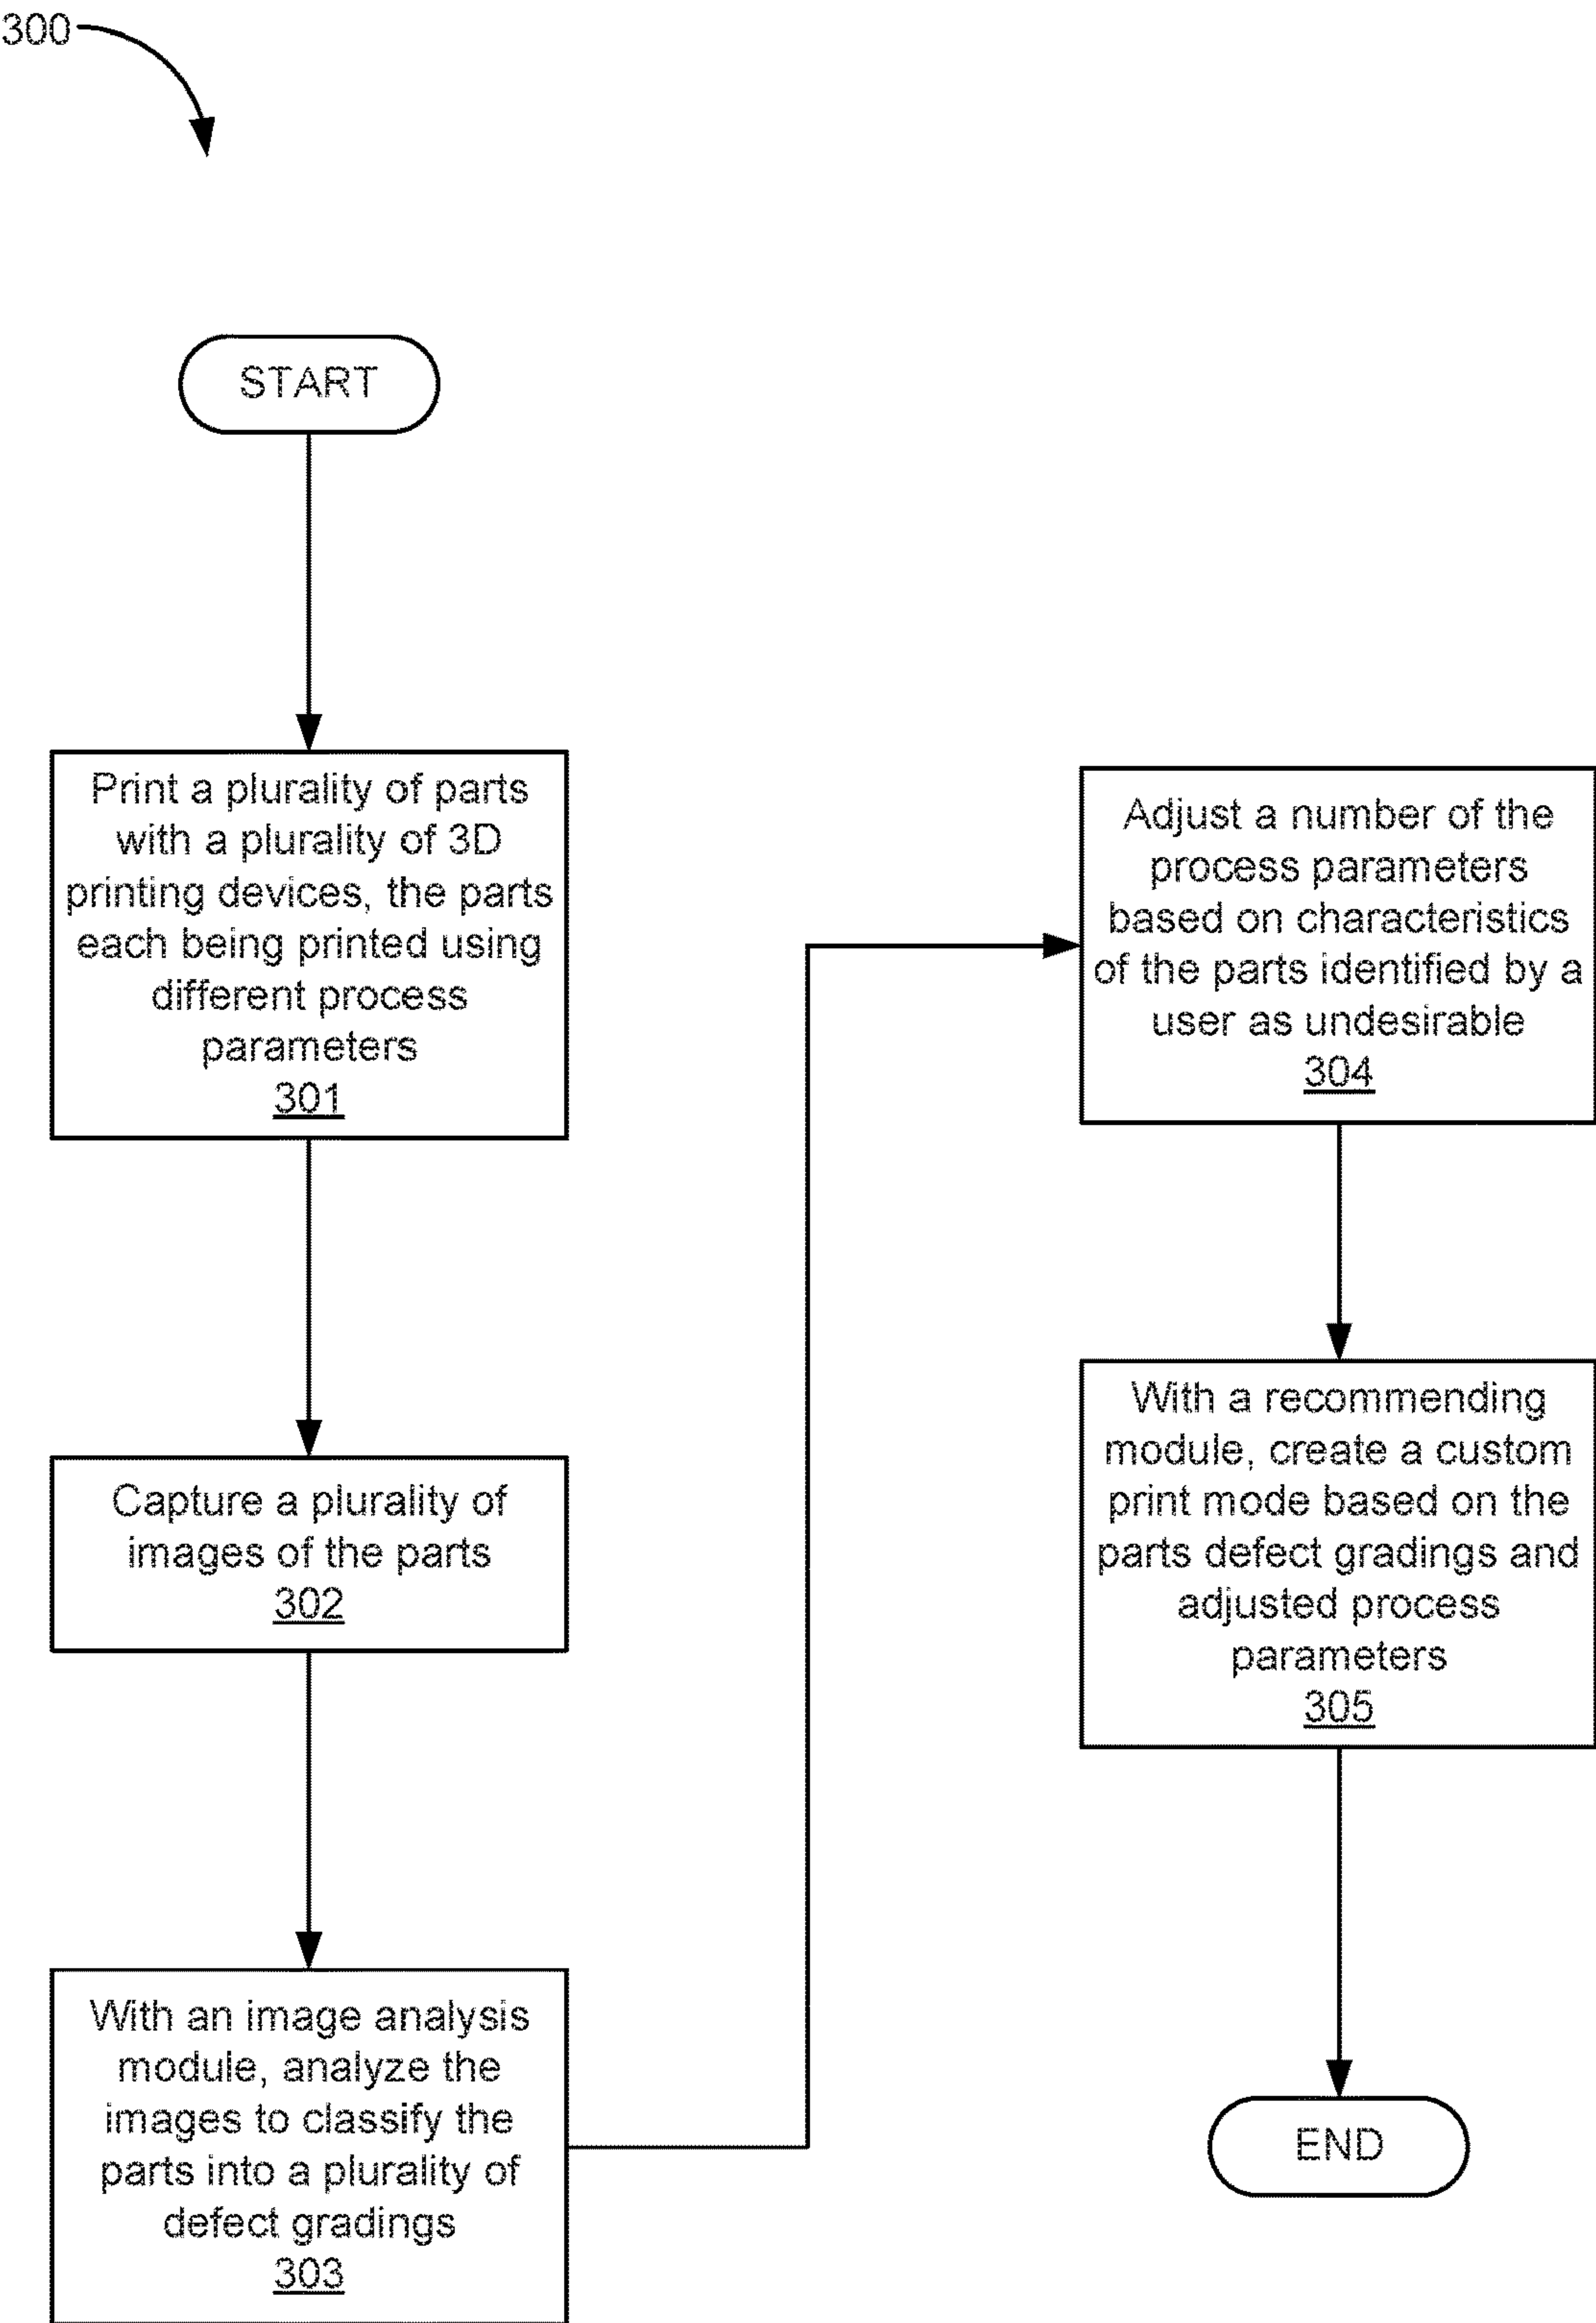 300
START
Print a plurality of parts
with a plurality of 3D
printing devices, the parts
each being printed using
different process
parameters
301
Capture a plurality of
images of the parts
302
With an image analysis
module, analyze the
images to classify the
parts into a plurality of
defect gradings
303
Adjust a number of the
process parameters
based on characteristics
of the parts identified by a
user as undesirable
304
With a recommending
module, create a custom
print mode based on the
parts defect gradings and
adjusted process
parameters
305
END